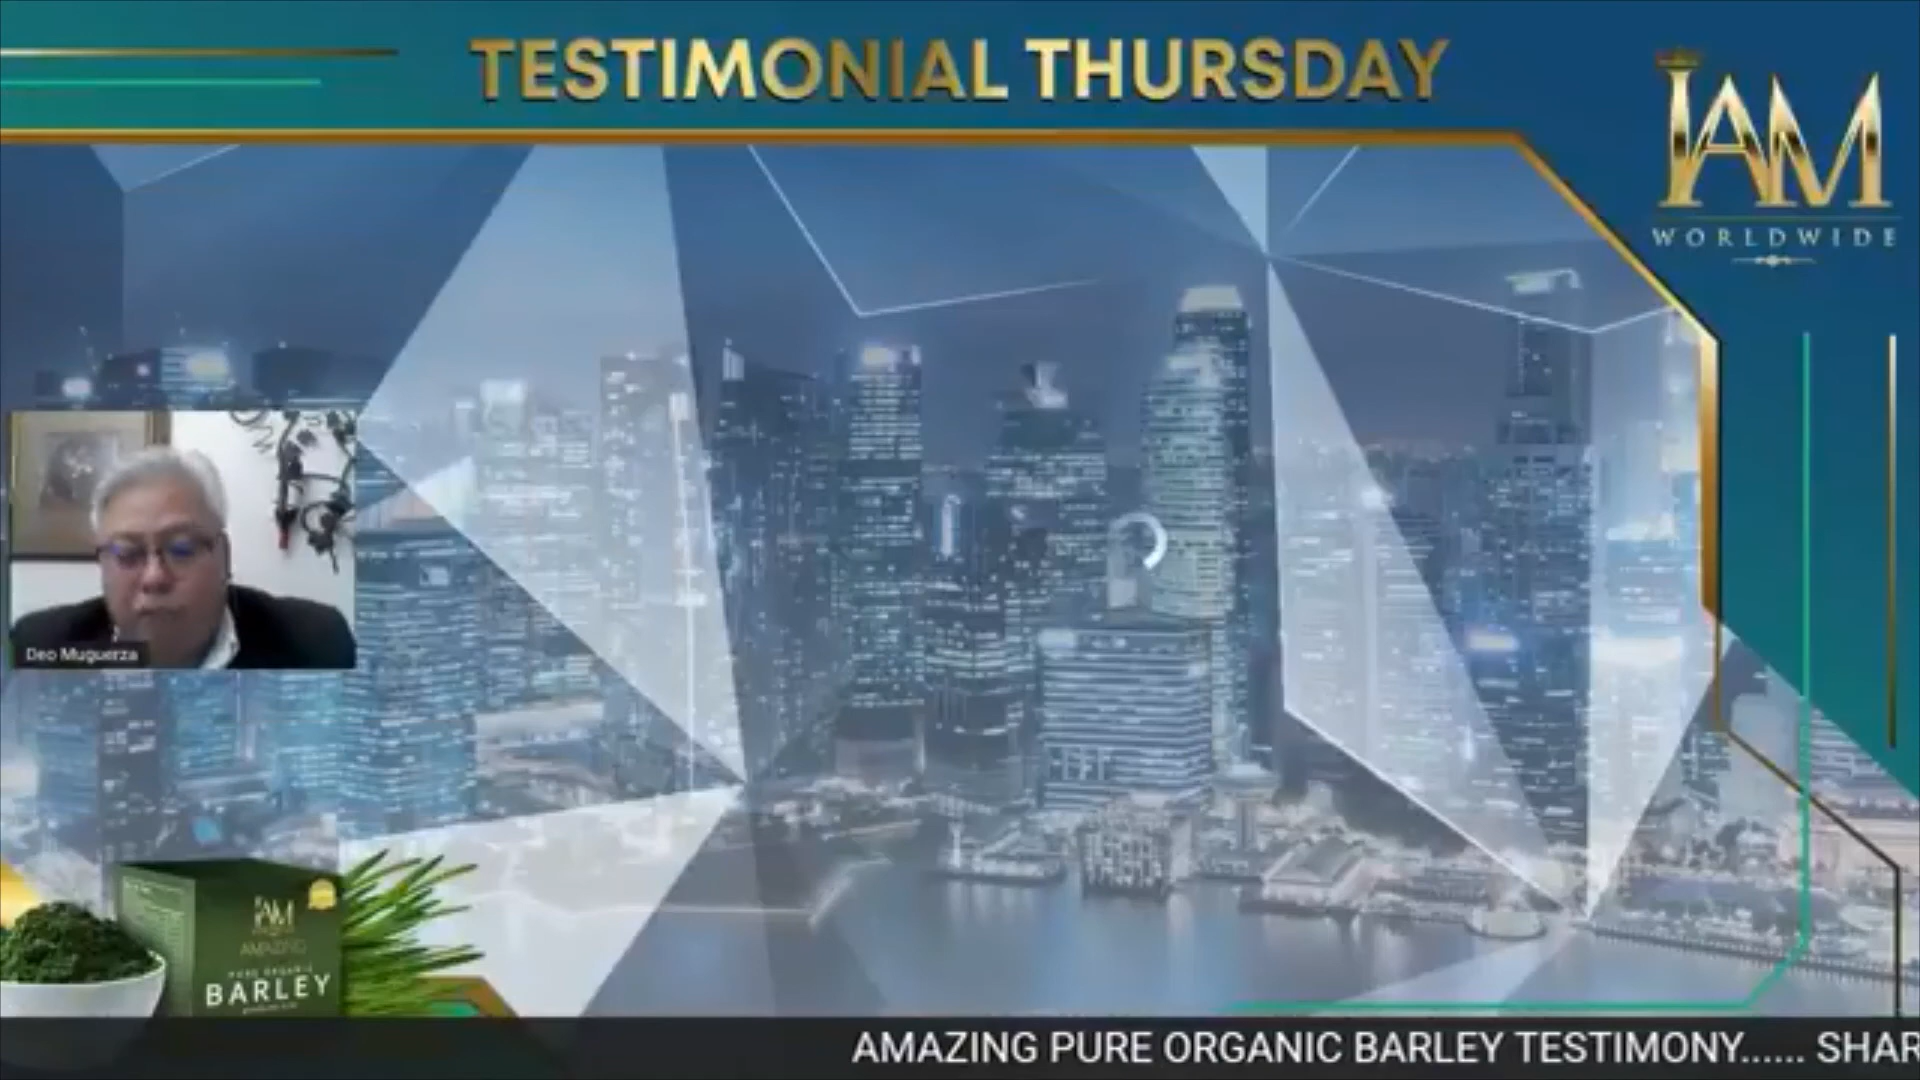 TESTIMONIAL THURSDAY
IAM
WORLDWIDE
Deo Muguerza
IAM
AMAZING
PURE ORGANIC
BARLEY
AMAZING PURE ORGANIC BARLEY TESTIMONY...... SHAR